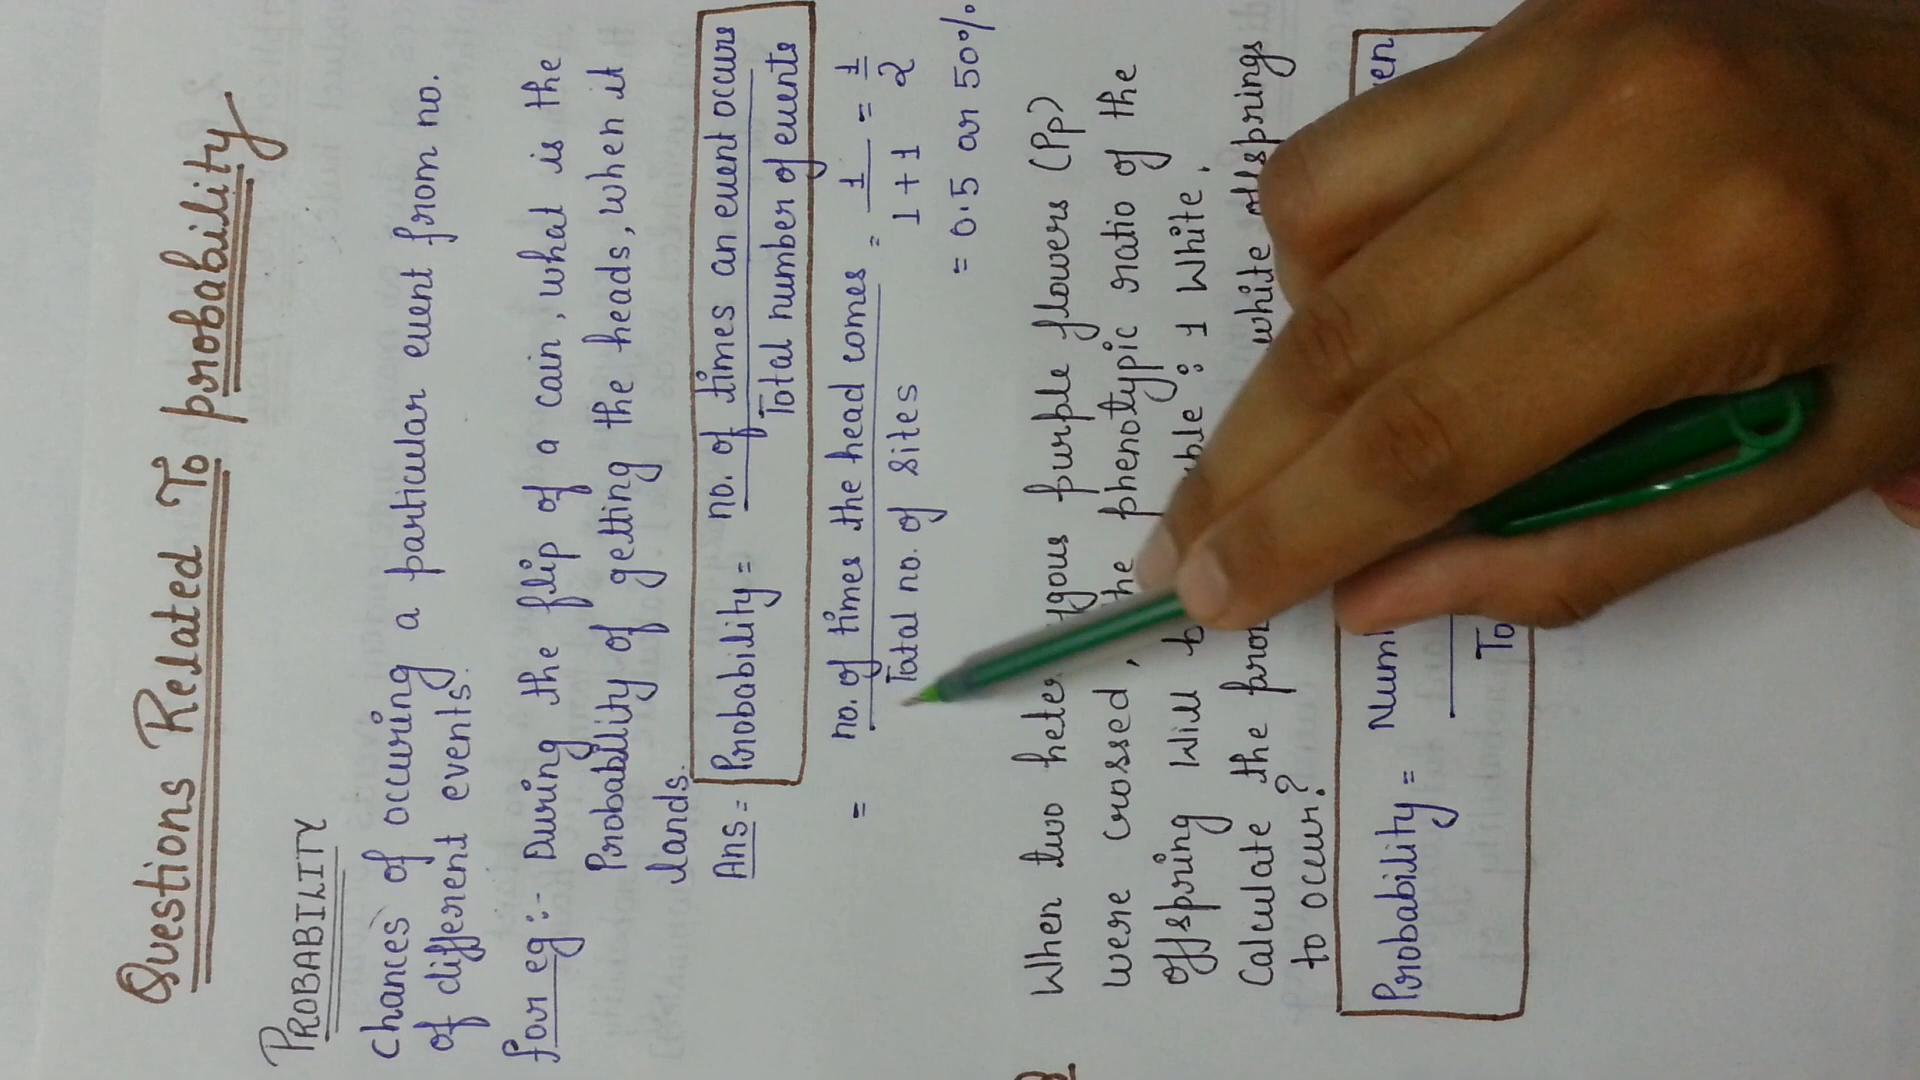 Questions Related To probability
PROBABILITY
Chances of occuring a particular event from no.
of different events.
for eg:- During the flip of a coin, what is the
Probability of getting the heads, when it
lands.
Ans = Probability = no. of times an event occurs
Total number of events
= no. of times the head comes = 1 = 1
Total no. of sites 1+1 2
= 0.5 or 50%
When two purple flowers (Pp)
were crossed, the phenotypic ratio of the
offspring will : 1 White.
Calculate the white offsprings
to occur?
Probability =